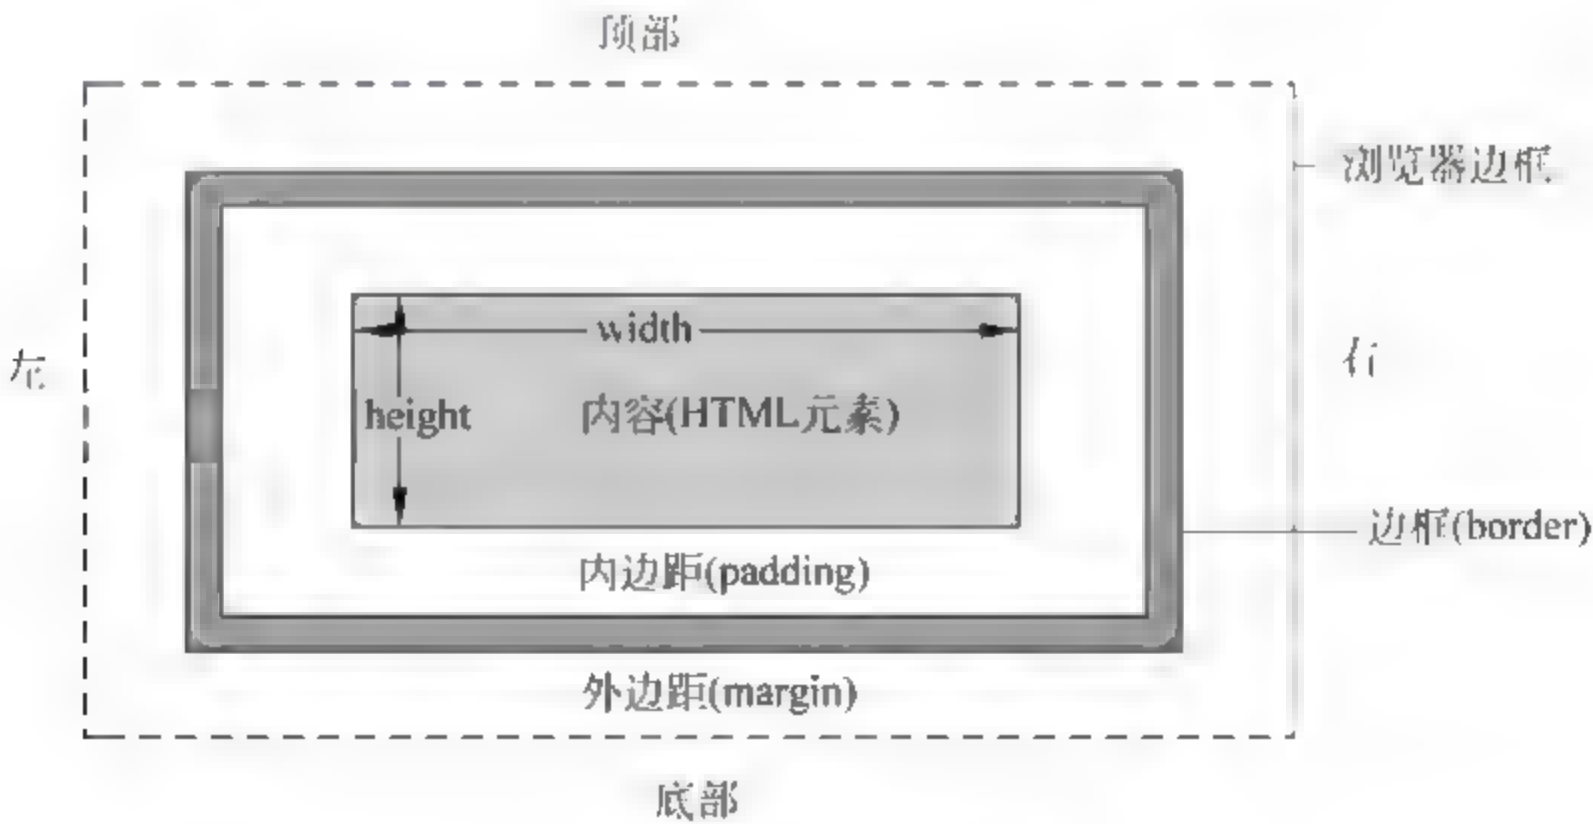 顶部
浏览器边框
width
左
右
height
内容(HTML元素)
边框(border)
内边距(padding)
外边距(margin)
底部